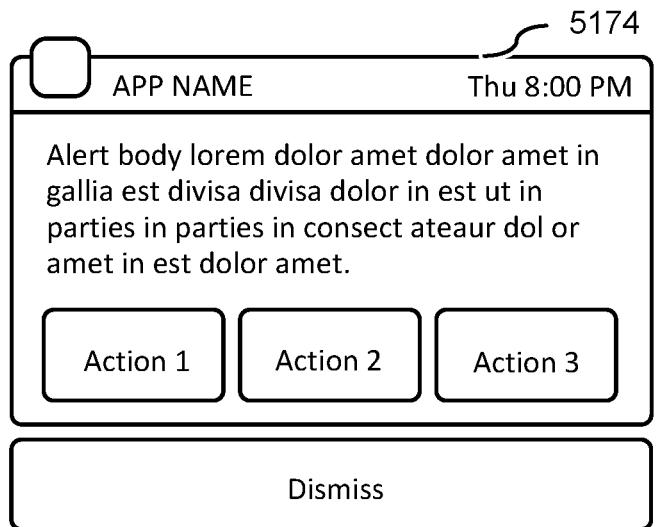 5174
APP NAME Thu 8:00 PM
Alert body lorem dolor amet dolor amet in
gallia est divisa divisa dolor in est ut in
parties in parties in consect ateaur dol or
amet in est dolor amet.
Action 1 Action 2 Action 3
Dismiss